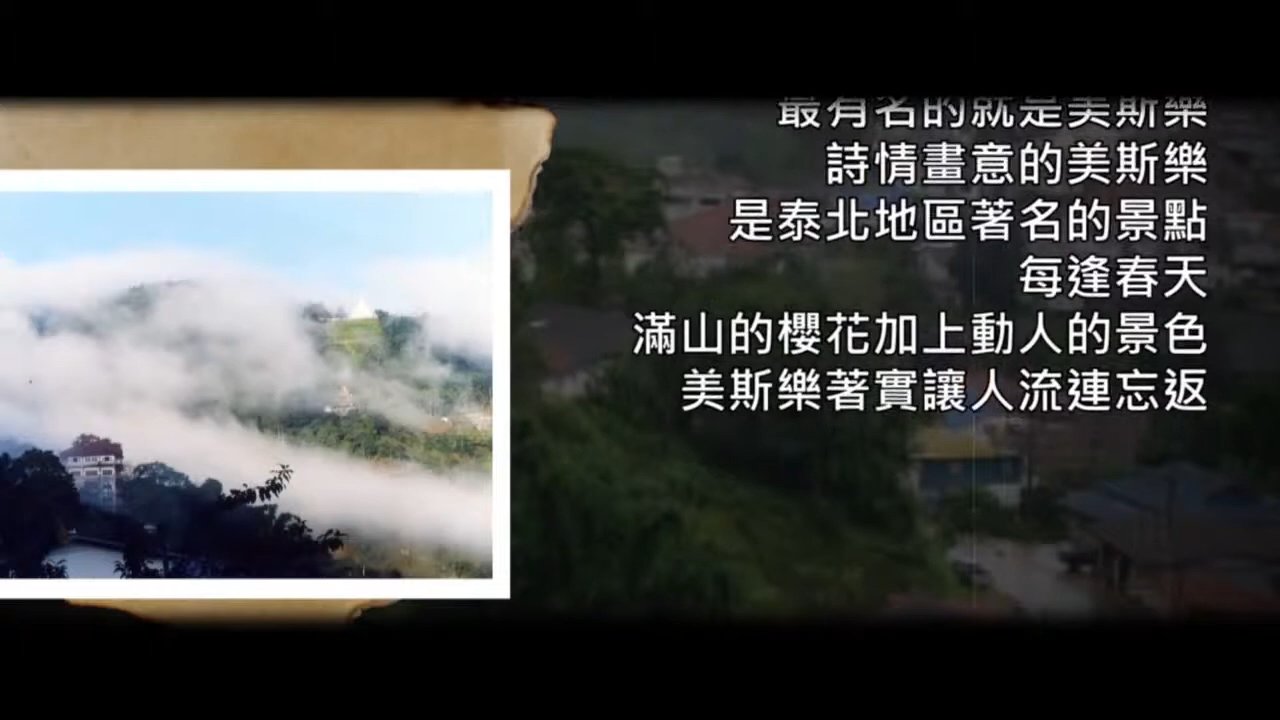 最有名的就是美斯樂
詩情畫意的美斯樂
是泰北地區著名的景點
每逢春天
滿山的櫻花加上動人的景色
美斯樂著實讓人流連忘返